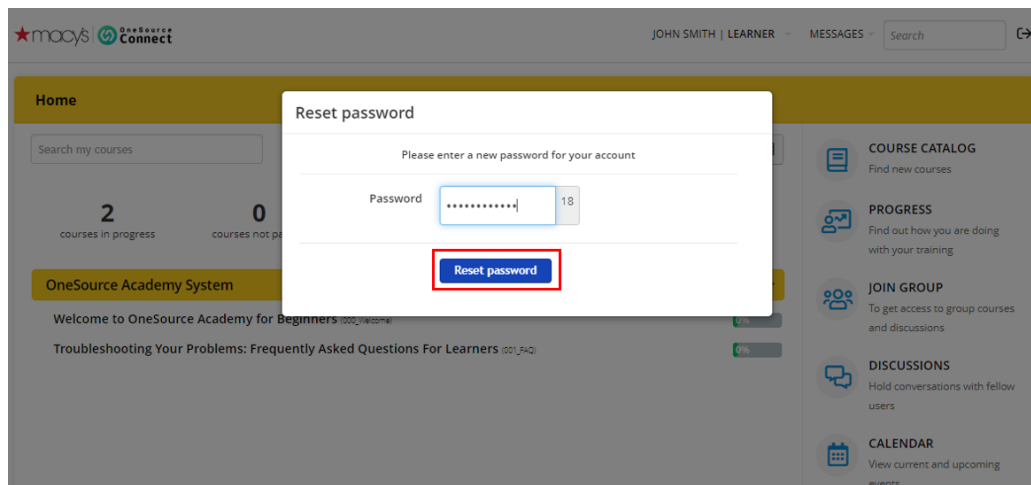 ★macy's OneSource Connect
JOHN SMITH | LEARNER MESSAGES Search
Home
Reset password
Search my courses
Please enter a new password for your account
Password •••••••••••• 18
Reset password
2
courses in progress
0
courses not pa
OneSource Academy System
Welcome to OneSource Academy for Beginners (000_Welcome) 0%
Troubleshooting Your Problems: Frequently Asked Questions For Learners (001_FAQ) 0%
COURSE CATALOG
Find new courses
PROGRESS
Find out how you are doing
with your training
JOIN GROUP
To get access to group courses
and discussions
DISCUSSIONS
Hold conversations with fellow
users
CALENDAR
View current and upcoming
events